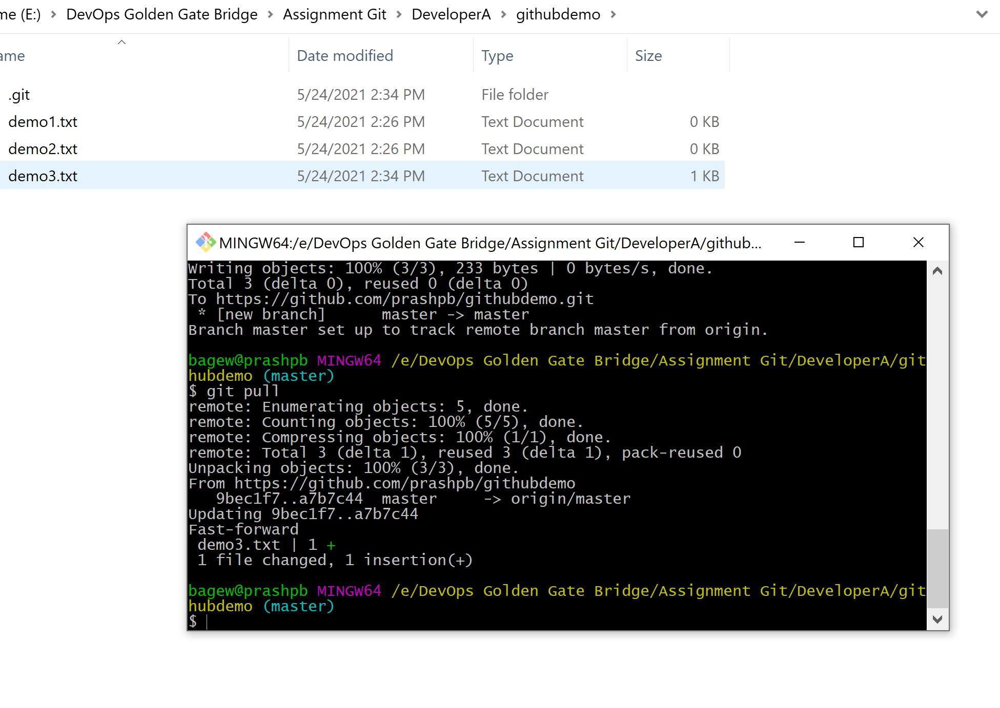 me (E:) > DevOps Golden Gate Bridge > Assignment Git > DeveloperA > githubdemo >
ame Date modified Type Size
.git 5/24/2021 2:34 PM File folder
demo1.txt 5/24/2021 2:26 PM Text Document 0 KB
demo2.txt 5/24/2021 2:26 PM Text Document 0 KB
demo3.txt 5/24/2021 2:34 PM Text Document 1 KB
MINGW64:/e/DevOps Golden Gate Bridge/Assignment Git/DeveloperA/github...
Writing objects: 100% (3/3), 233 bytes | 0 bytes/s, done.
Total 3 (delta 0), reused 0 (delta 0)
To https://github.com/prashpb/githubdemo.git
 * [new branch]      master -> master
Branch master set up to track remote branch master from origin.
bagew@prashpb MINGW64 /e/DevOps Golden Gate Bridge/Assignment Git/DeveloperA/git
hubdemo (master)
$ git pull
remote: Enumerating objects: 5, done.
remote: Counting objects: 100% (5/5), done.
remote: Compressing objects: 100% (1/1), done.
remote: Total 3 (delta 1), reused 3 (delta 1), pack-reused 0
Unpacking objects: 100% (3/3), done.
From https://github.com/prashpb/githubdemo
   9bec1f7..a7b7c44  master     -> origin/master
Updating 9bec1f7..a7b7c44
Fast-forward
 demo3.txt | 1 +
 1 file changed, 1 insertion(+)
bagew@prashpb MINGW64 /e/DevOps Golden Gate Bridge/Assignment Git/DeveloperA/git
hubdemo (master)
$